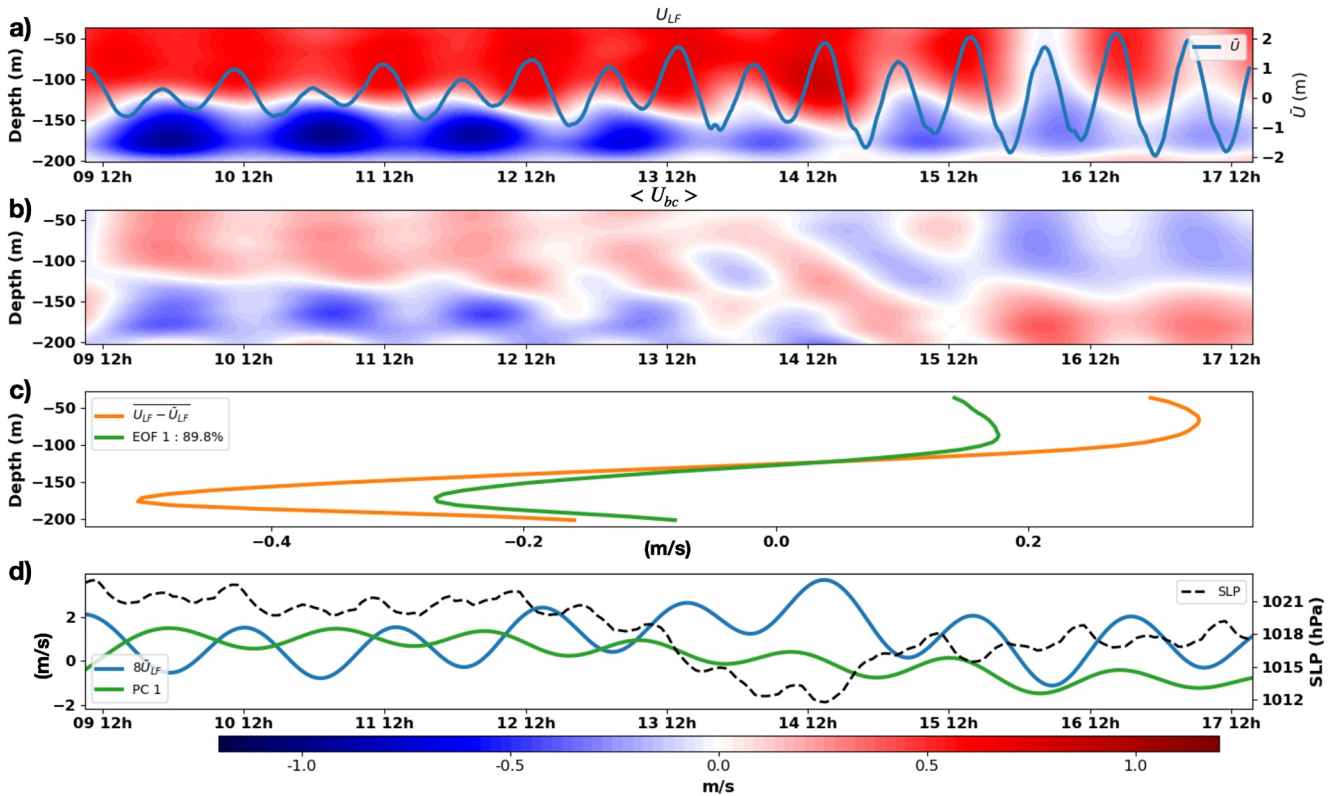 a)
U_LF
Depth (m)
−50
−100
−150
−200
Ū
2
1
0
−1
−2
Ū (m)
09 12h 10 12h 11 12h 12 12h 13 12h 14 12h 15 12h 16 12h 17 12h
b)
< U_bc >
Depth (m)
−50
−100
−150
−200
09 12h 10 12h 11 12h 12 12h 13 12h 14 12h 15 12h 16 12h 17 12h
c)
Depth (m)
−50
−100
−150
−200
U_LF − Ū_LF
EOF 1 : 89.8%
−0.4 −0.2 0.0 0.2
(m/s)
d)
(m/s)
2
0
−2
8Ū_LF
PC 1
SLP
1021
1018
1015
1012
SLP (hPa)
09 12h 10 12h 11 12h 12 12h 13 12h 14 12h 15 12h 16 12h 17 12h
-1.0 -0.5 0.0 0.5 1.0
m/s